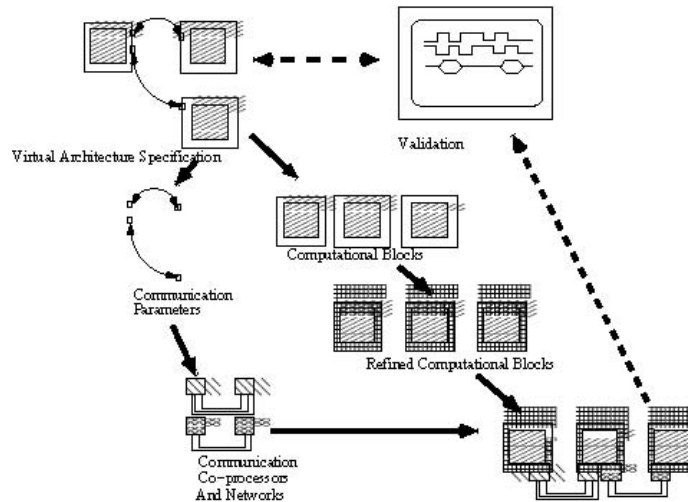 Virtual Architecture Specification
Validation
Computational Blocks
Communication
Parameters
Refined Computational Blocks
Communication
Co-processors
And Networks